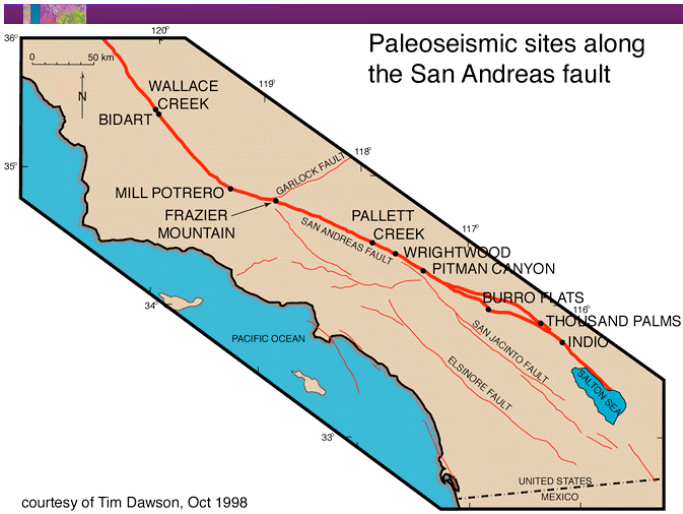 Paleoseismic sites along
the San Andreas fault
36°
120°
0 50 km
N
119°
WALLACE
CREEK
BIDART
118°
35°
GARLOCK FAULT
MILL POTRERO
FRAZIER
MOUNTAIN
PALLETT
CREEK
SAN ANDREAS FAULT
117°
WRIGHTWOOD
PITMAN CANYON
BURRO FLATS
34°
116°
THOUSAND PALMS
PACIFIC OCEAN
SAN JACINTO FAULT
INDIO
ELSINORE FAULT
SALTON SEA
33°
UNITED STATES
MEXICO
courtesy of Tim Dawson, Oct 1998